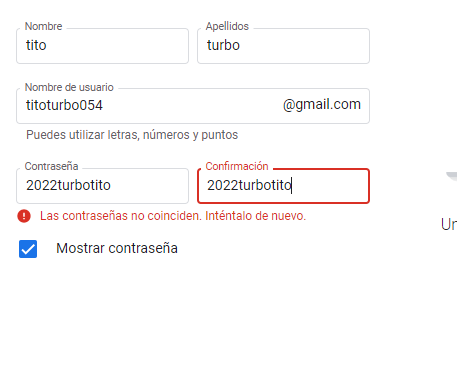 Nombre Apellidos
tito turbo
Nombre de usuario
titoturbo054 @gmail.com
Puedes utilizar letras, números y puntos
Contraseña Confirmación
2022turbotito 2022turbotito
Las contraseñas no coinciden. Inténtalo de nuevo.
Mostrar contraseña